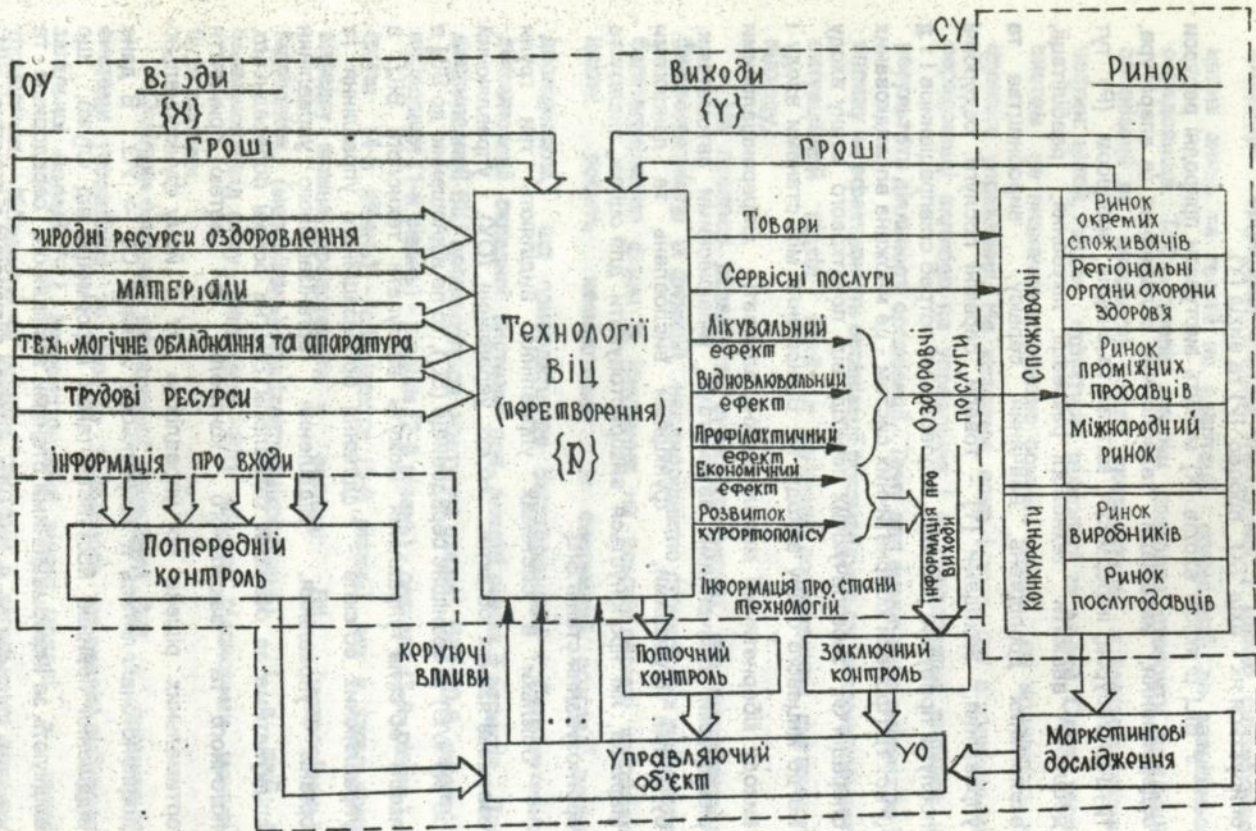 СУ
ОУ
Входи
{X}
Виходи
{Y}
Ринок
ГРОШІ
ГРОШІ
природні ресурси оздоровлення
МАТЕРІАЛИ
ТЕХНОЛОГІЧНЕ ОБЛАДНАННЯ ТА АПАРАТУРА
ТРУДОВІ РЕСУРСИ
ІНФОРМАЦІЯ ПРО ВХОДИ
Попередній
контроль
Технології
ВІЦ
(перетворення)
{P}
Товари
Сервісні послуги
Лікувальний
ефект
Відновлювальний
ефект
Профілактичний
ефект
Економічний
ефект
Розвиток
курортополісу
Оздоровчі
послуги
Інформація про
виходи
Інформація про стани
технологій
Споживачі
Ринок
окремих
споживачів
Регіональні
органи охорони
здоров'я
Ринок
проміжних
продавців
Міжнародний
ринок
Конкуренти
Ринок
виробників
Ринок
послугодавців
Керуючі
впливи
...
Поточний
контроль
Заключний
контроль
Управляючий
об'єкт
УО
Маркетингові
дослідження